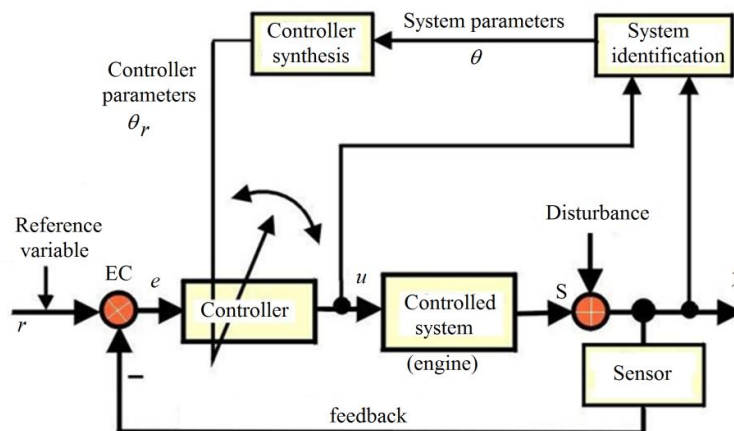 Controller
synthesis
System parameters
θ
System
identification
Controller
parameters
θr
Reference
variable
EC
e
r
Controller
u
Controlled
system
(engine)
Disturbance
S
Sensor
−
feedback